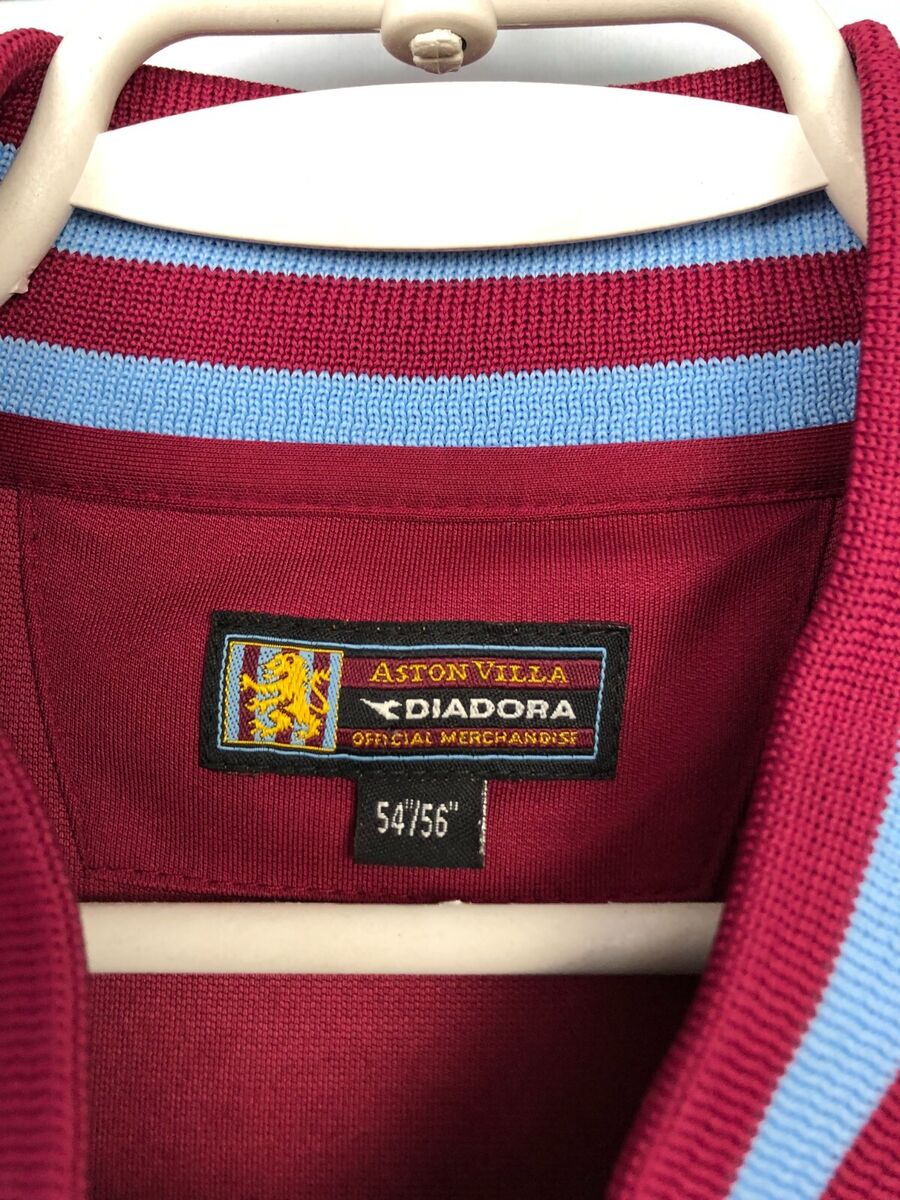 ASTON VILLA
DIADORA
OFFICIAL MERCHANDISE
54"/56"